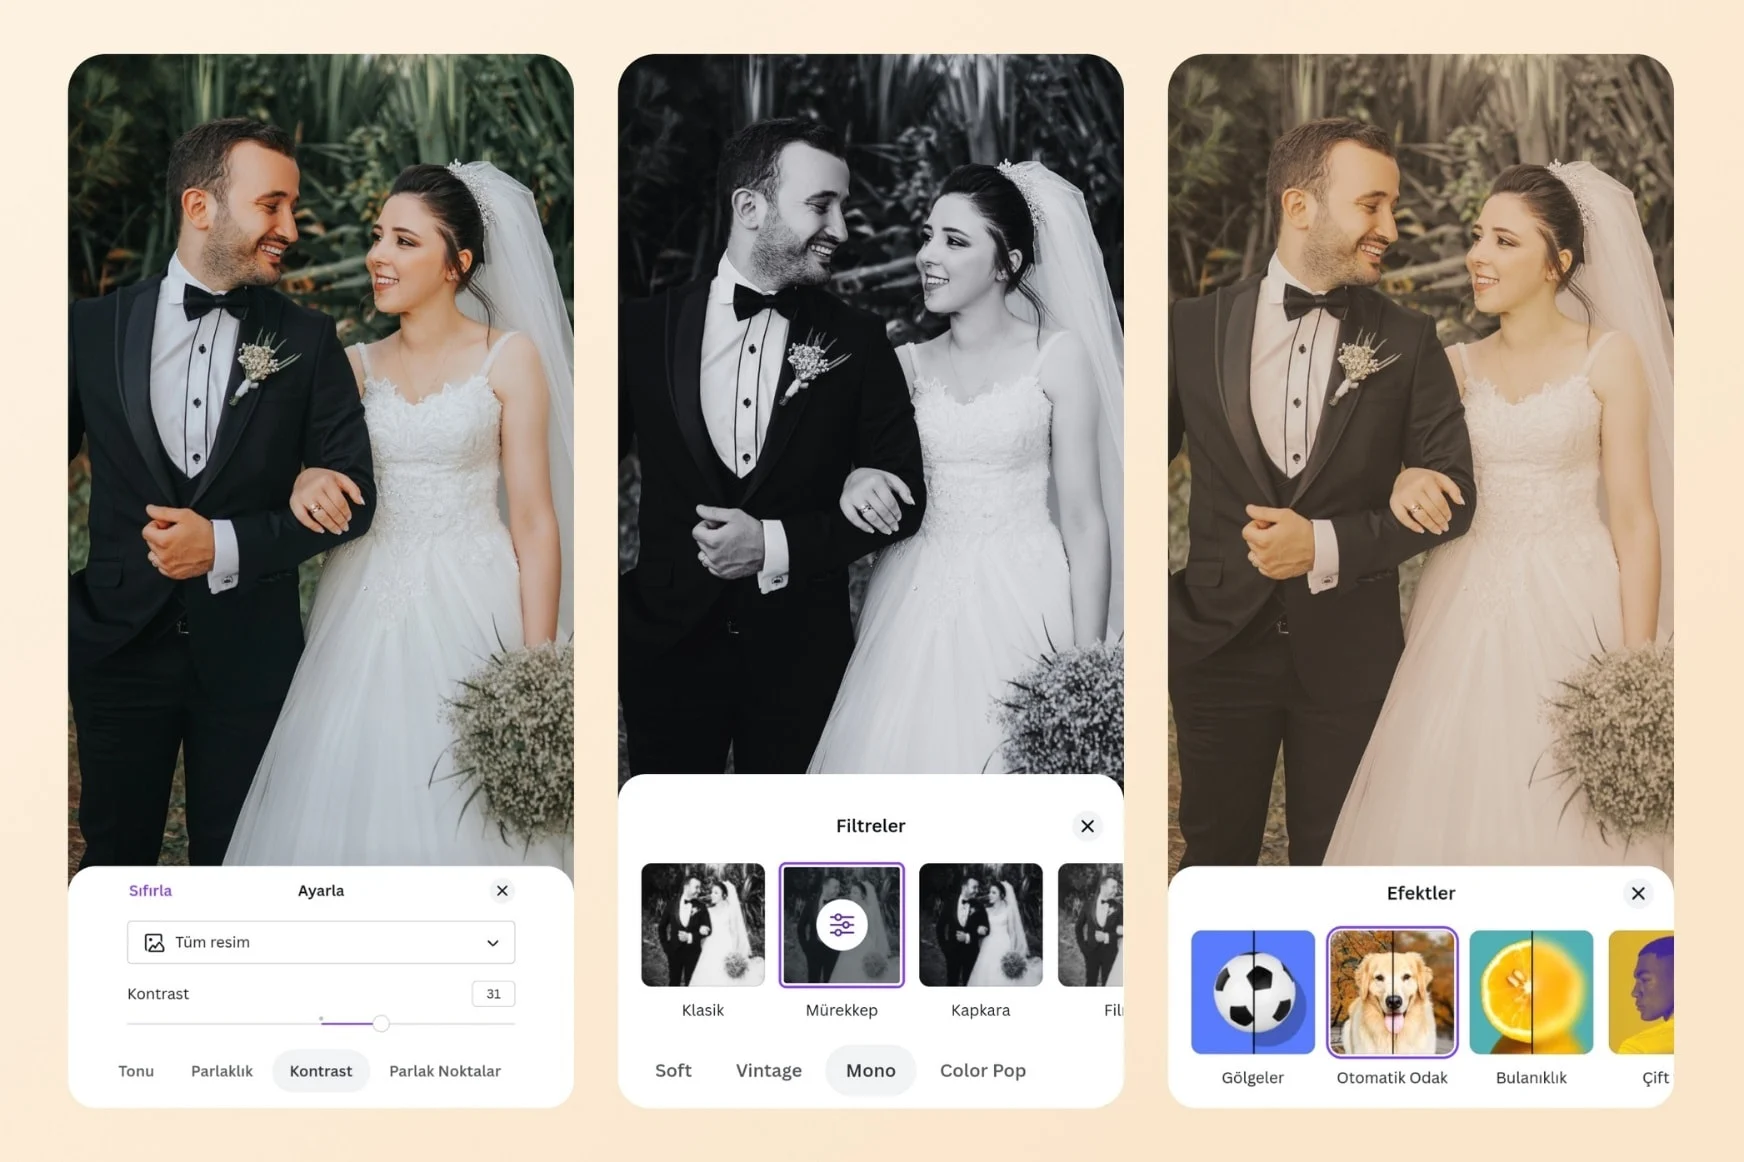 Sıfırla
Ayarla
Tüm resim
Kontrast
31
Tonu
Parlaklık
Kontrast
Parlak Noktalar
Filtreler
Klasik
Mürekkep
Kapkara
Soft
Vintage
Mono
Color Pop
Efektler
Gölgeler
Otomatik Odak
Bulanıklık
Çift